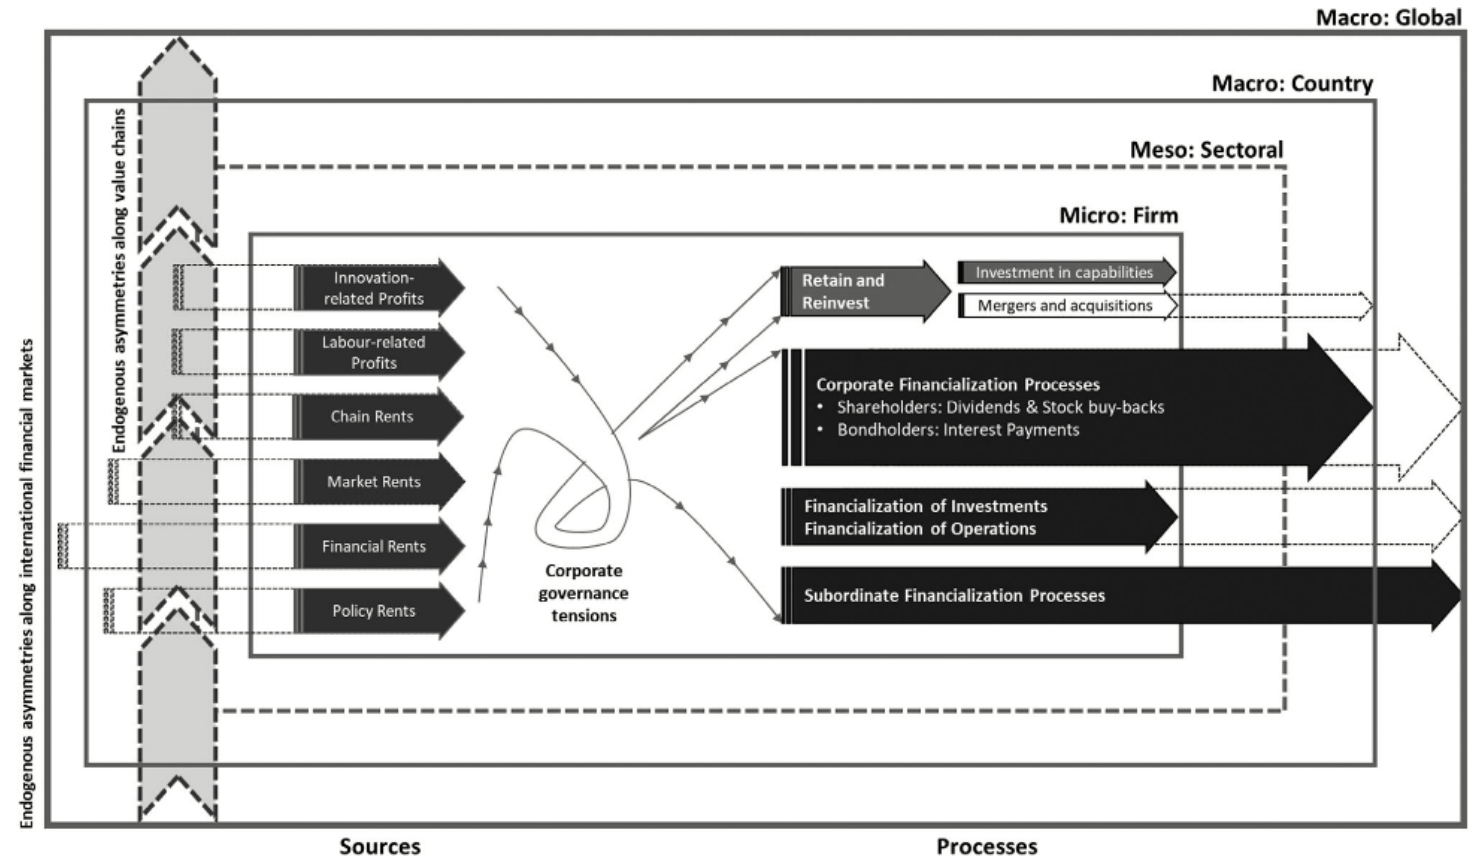 Macro: Global
Macro: Country
Meso: Sectoral
Micro: Firm
Endogenous asymmetries along international financial markets
Endogenous asymmetries along value chains
Innovation-
related Profits
Labour-related
Profits
Chain Rents
Market Rents
Financial Rents
Policy Rents
Corporate
governance
tensions
Retain and
Reinvest
Investment in capabilities
Mergers and acquisitions
Corporate Financialization Processes
• Shareholders: Dividends & Stock buy-backs
• Bondholders: Interest Payments
Financialization of Investments
Financialization of Operations
Subordinate Financialization Processes
Sources
Processes